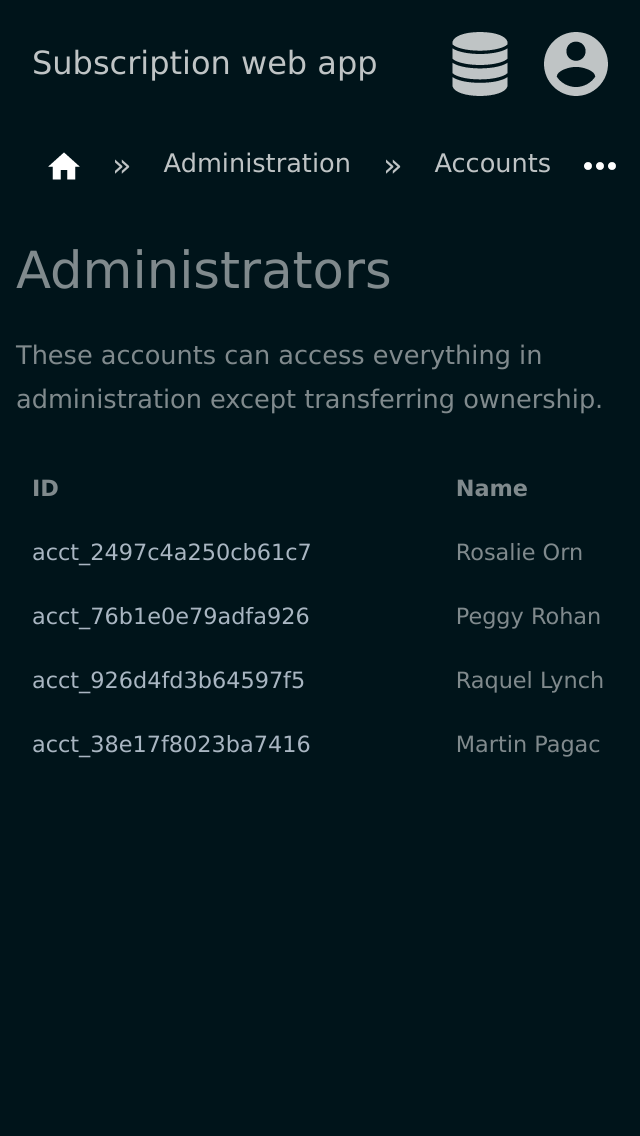 Subscription web app
» Administration » Accounts
Administrators
These accounts can access everything in
administration except transferring ownership.
ID Name
acct_2497c4a250cb61c7 Rosalie Orn
acct_76b1e0e79adfa926 Peggy Rohan
acct_926d4fd3b64597f5 Raquel Lynch
acct_38e17f8023ba7416 Martin Pagac